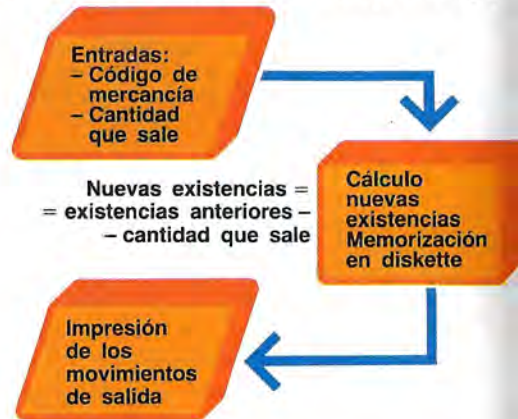 Entradas:
– Código de
mercancía
– Cantidad
que sale
Nuevas existencias =
= existencias anteriores –
– cantidad que sale
Cálculo
nuevas
existencias
Memorización
en diskette
Impresión
de los
movimientos
de salida